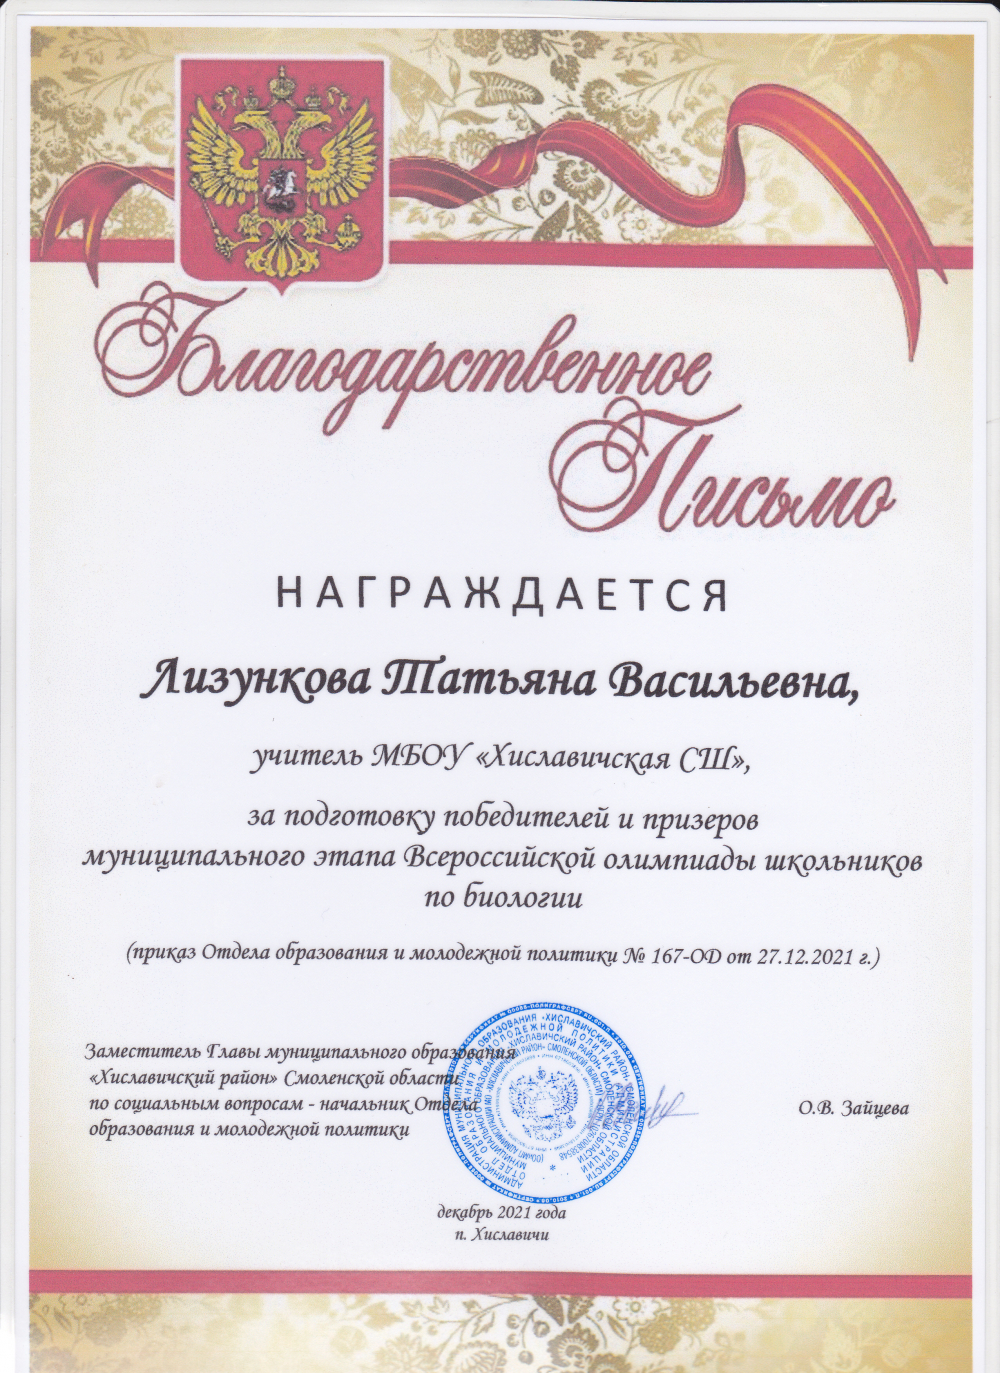 Благодарственное
Письмо
НАГРАЖДАЕТСЯ
Лизункова Татьяна Васильевна,
учитель МБОУ «Хиславичская СШ»,
за подготовку победителей и призеров
муниципального этапа Всероссийской олимпиады школьников
по биологии
(приказ Отдела образования и молодежной политики № 167-ОД от 27.12.2021 г.)
Заместитель Главы муниципального образования
«Хиславичский район» Смоленской области
по социальным вопросам - начальник Отдела
образования и молодежной политики
О.В. Зайцева
декабрь 2021 года
п. Хиславичи